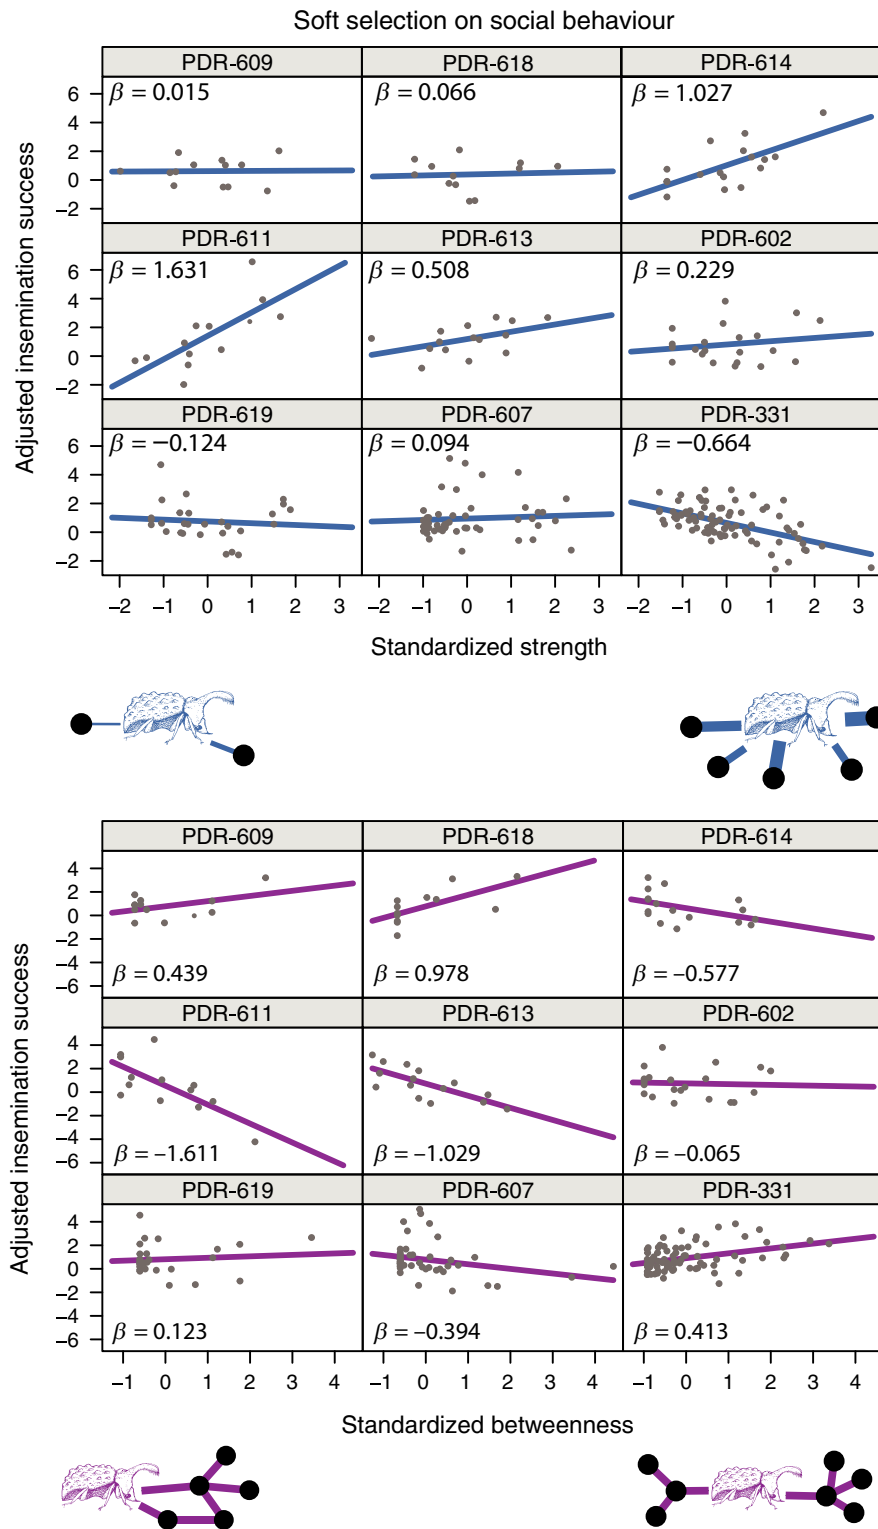 Soft selection on social behaviour
PDR-609 PDR-618 PDR-614
β = 0.015 β = 0.066 β = 1.027
6
4
2
0
−2
PDR-611 PDR-613 PDR-602
β = 1.631 β = 0.508 β = 0.229
6
4
2
0
−2
PDR-619 PDR-607 PDR-331
β = −0.124 β = 0.094 β = −0.664
6
4
2
0
−2
Adjusted insemination success
−2 −1 0 1 2 3 −2 −1 0 1 2 3 −2 −1 0 1 2 3
Standardized strength
PDR-609 PDR-618 PDR-614
4
2
0
−2
−4
−6
β = 0.439 β = 0.978 β = −0.577
PDR-611 PDR-613 PDR-602
4
2
0
−2
−4
−6
β = −1.611 β = −1.029 β = −0.065
PDR-619 PDR-607 PDR-331
4
2
0
−2
−4
−6
β = 0.123 β = −0.394 β = 0.413
Adjusted insemination success
−1 0 1 2 3 4 −1 0 1 2 3 4 −1 0 1 2 3 4
Standardized betweenness